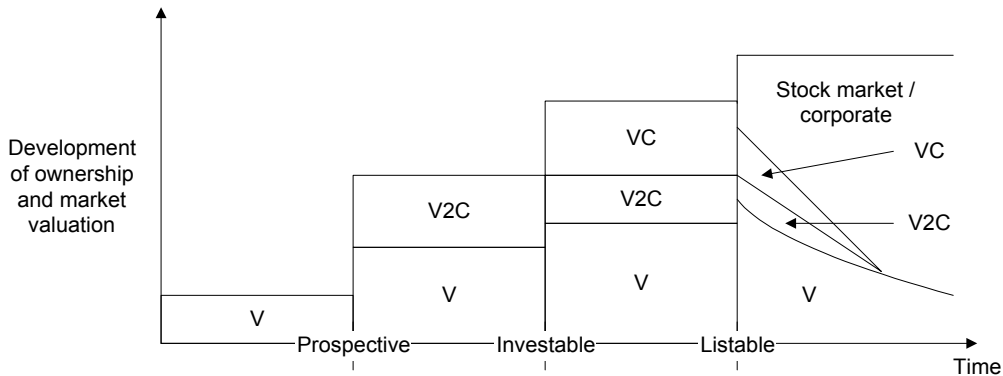 Development
of ownership
and market
valuation
V
V2C
V
VC
V2C
V
Stock market /
corporate
VC
V2C
V
Prospective
Investable
Listable
Time